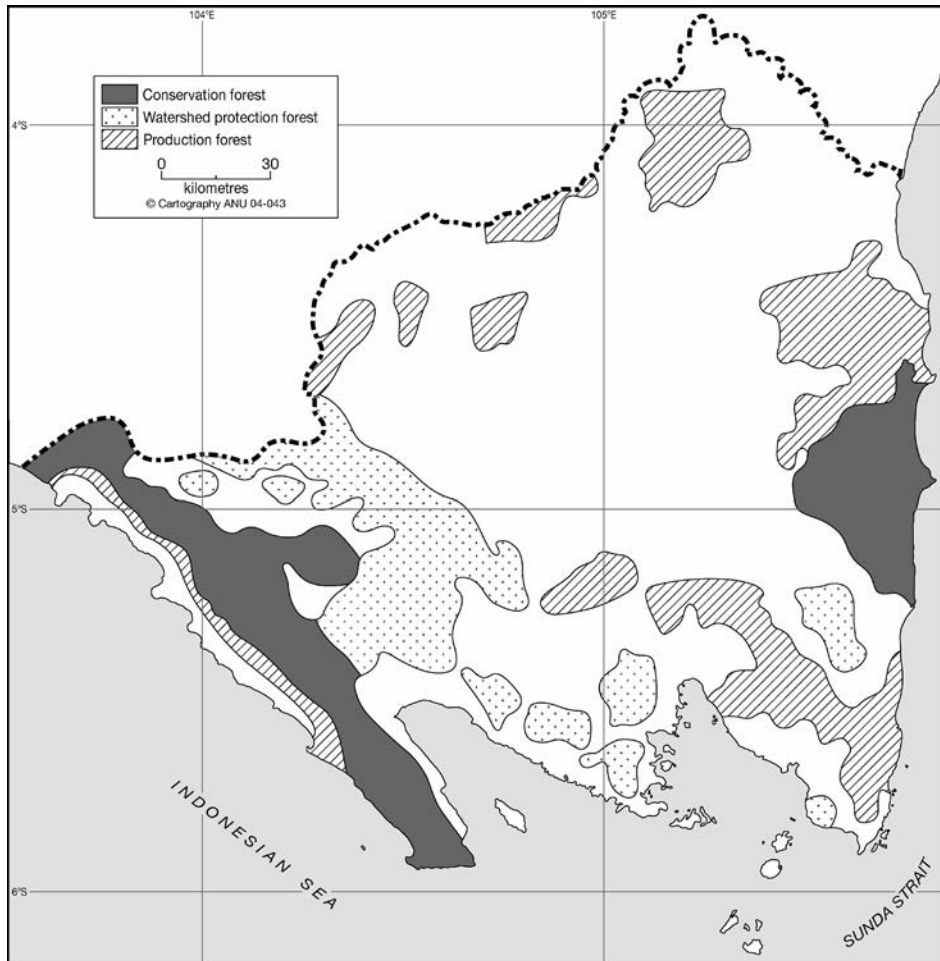 104°E
105°E
Conservation forest
Watershed protection forest
Production forest
0
30
kilometres
© Cartography ANU 04-043
4°S
5°S
6°S
INDONESIAN SEA
SUNDA STRAIT